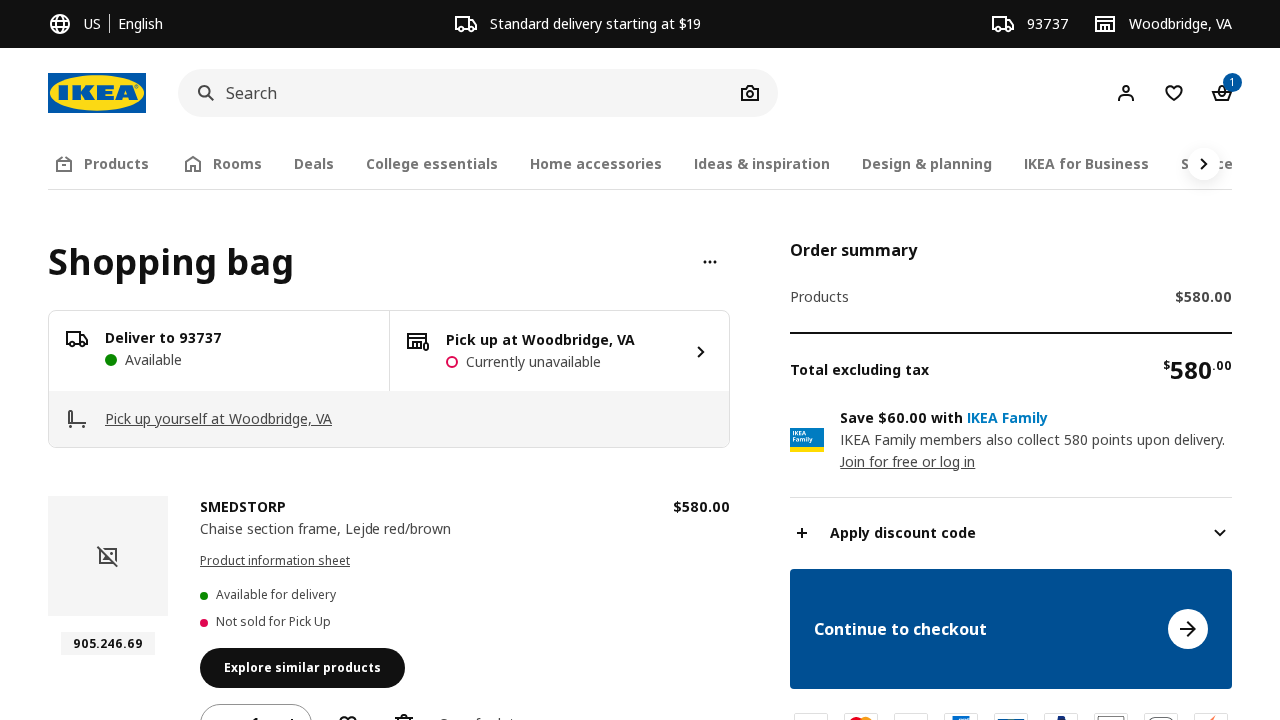 US English
Standard delivery starting at $19
93737
Woodbridge, VA
IKEA
Search
1
Products
Rooms
Deals
College essentials
Home accessories
Ideas & inspiration
Design & planning
IKEA for Business
Shopping bag
Deliver to 93737
Available
Pick up at Woodbridge, VA
Currently unavailable
Pick up yourself at Woodbridge, VA
SMEDSTORP
$580.00
Chaise section frame, Lejde red/brown
Product information sheet
Available for delivery
Not sold for Pick Up
905.246.69
Explore similar products
Order summary
Products $580.00
Total excluding tax $580.00
IKEA
Family
Save $60.00 with IKEA Family
IKEA Family members also collect 580 points upon delivery.
Join for free or log in
Apply discount code
Continue to checkout